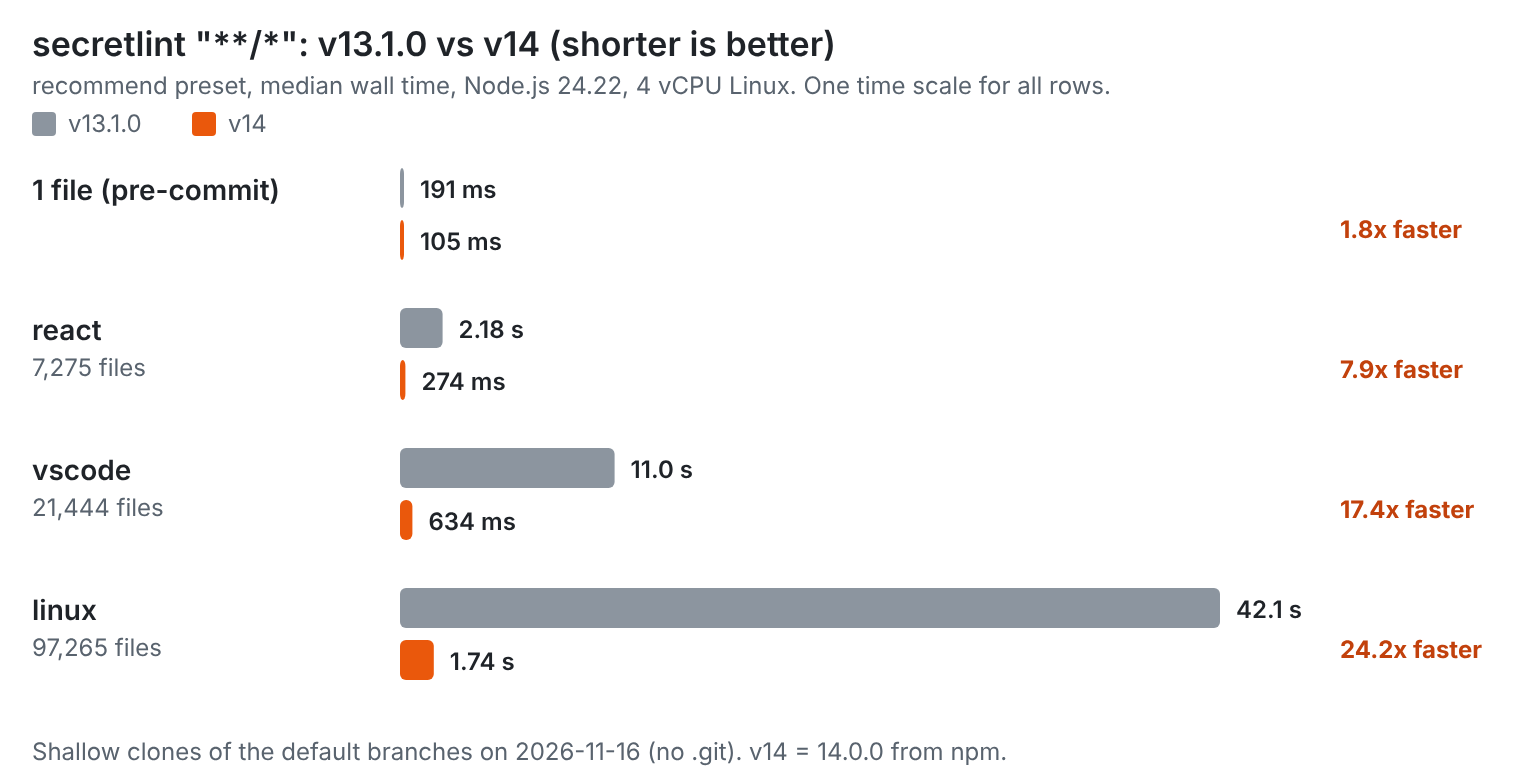 secretlint "**/*": v13.1.0 vs v14 (shorter is better)
recommend preset, median wall time, Node.js 24.22, 4 vCPU Linux. One time scale for all rows.
v13.1.0 v14
1 file (pre-commit)
191 ms
105 ms
1.8x faster
react
7,275 files
2.18 s
274 ms
7.9x faster
vscode
21,444 files
11.0 s
634 ms
17.4x faster
linux
97,265 files
42.1 s
1.74 s
24.2x faster
Shallow clones of the default branches on 2026-11-16 (no .git). v14 = 14.0.0 from npm.